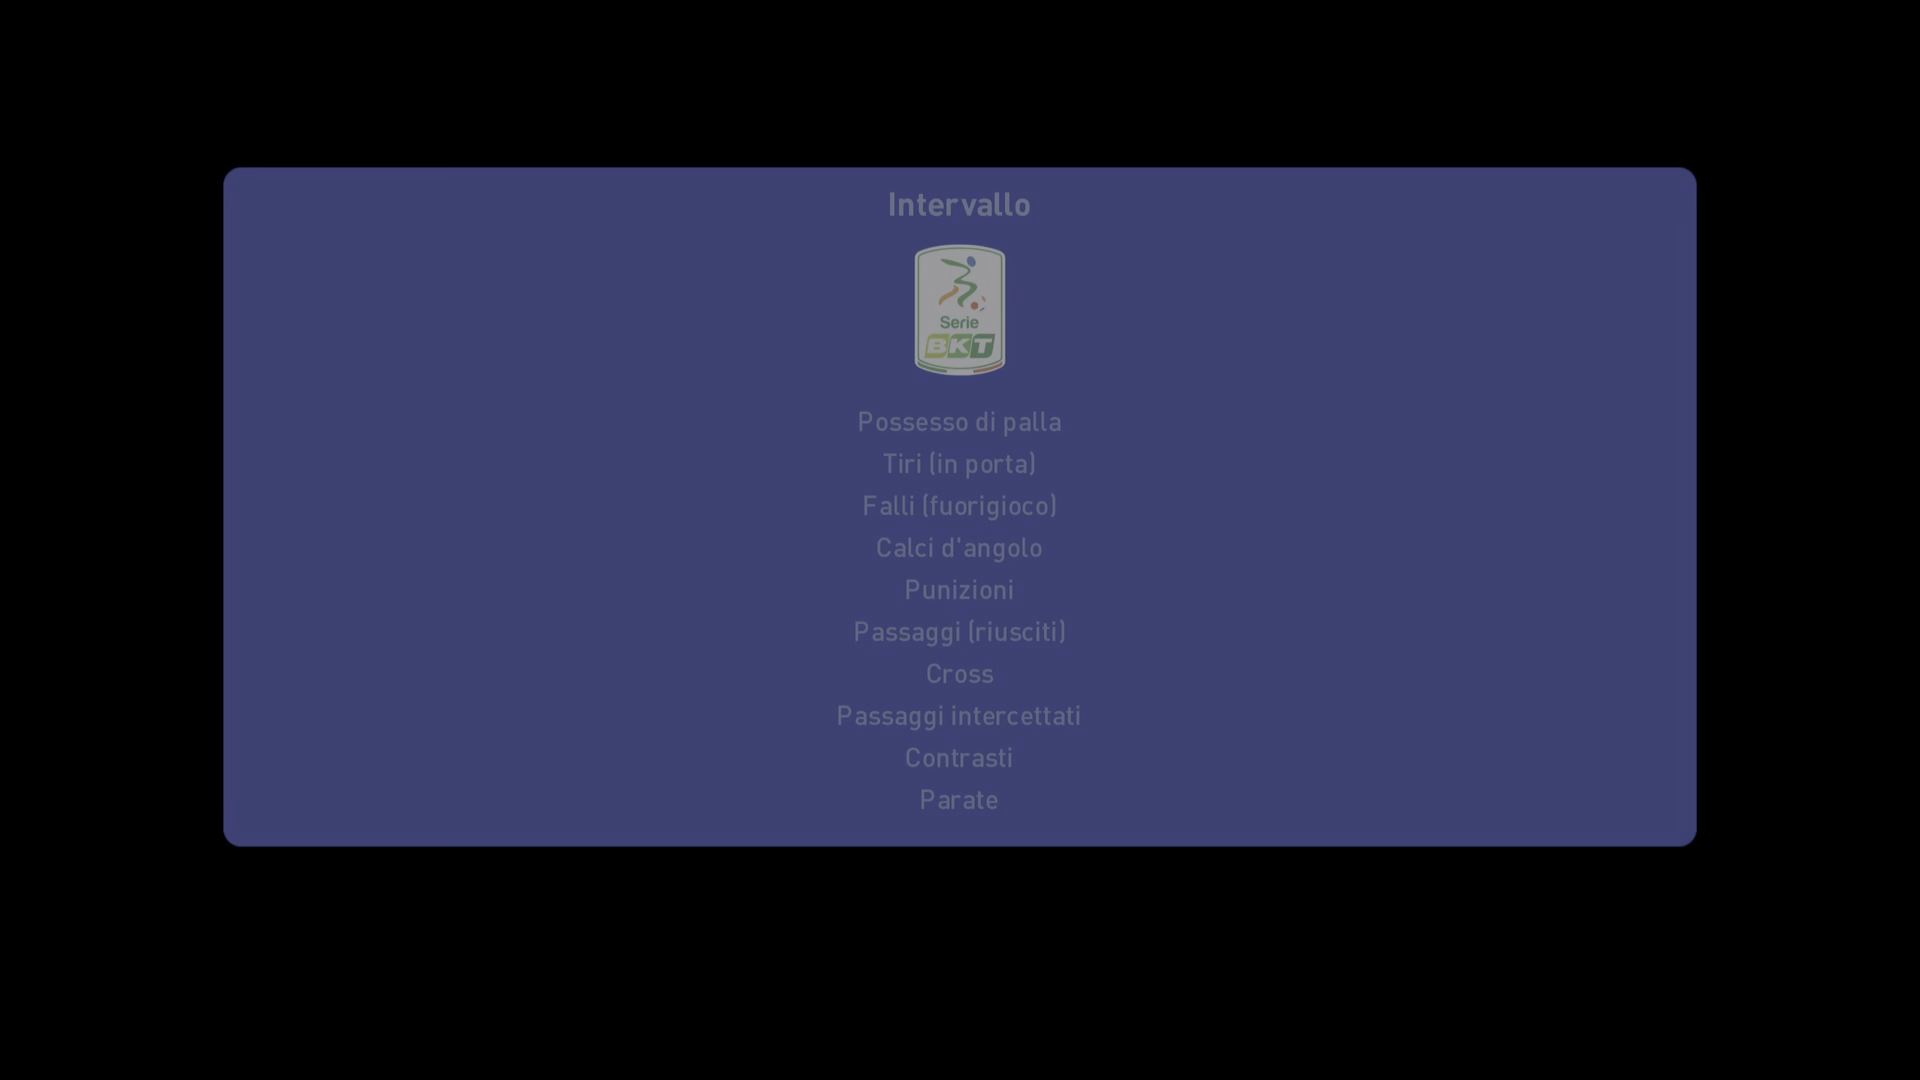 Intervallo
Serie
BKT
Possesso di palla
Tiri (in porta)
Falli (fuorigioco)
Calci d'angolo
Punizioni
Passaggi (riusciti)
Cross
Passaggi intercettati
Contrasti
Parate